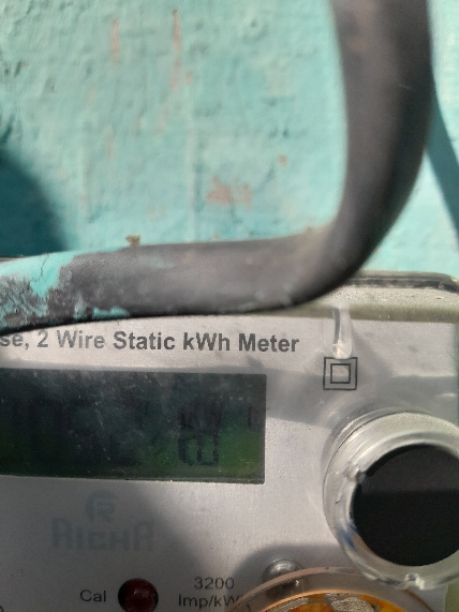 se, 2 Wire Static kWh Meter
R
RICHA
Cal
3200
Imp/kW